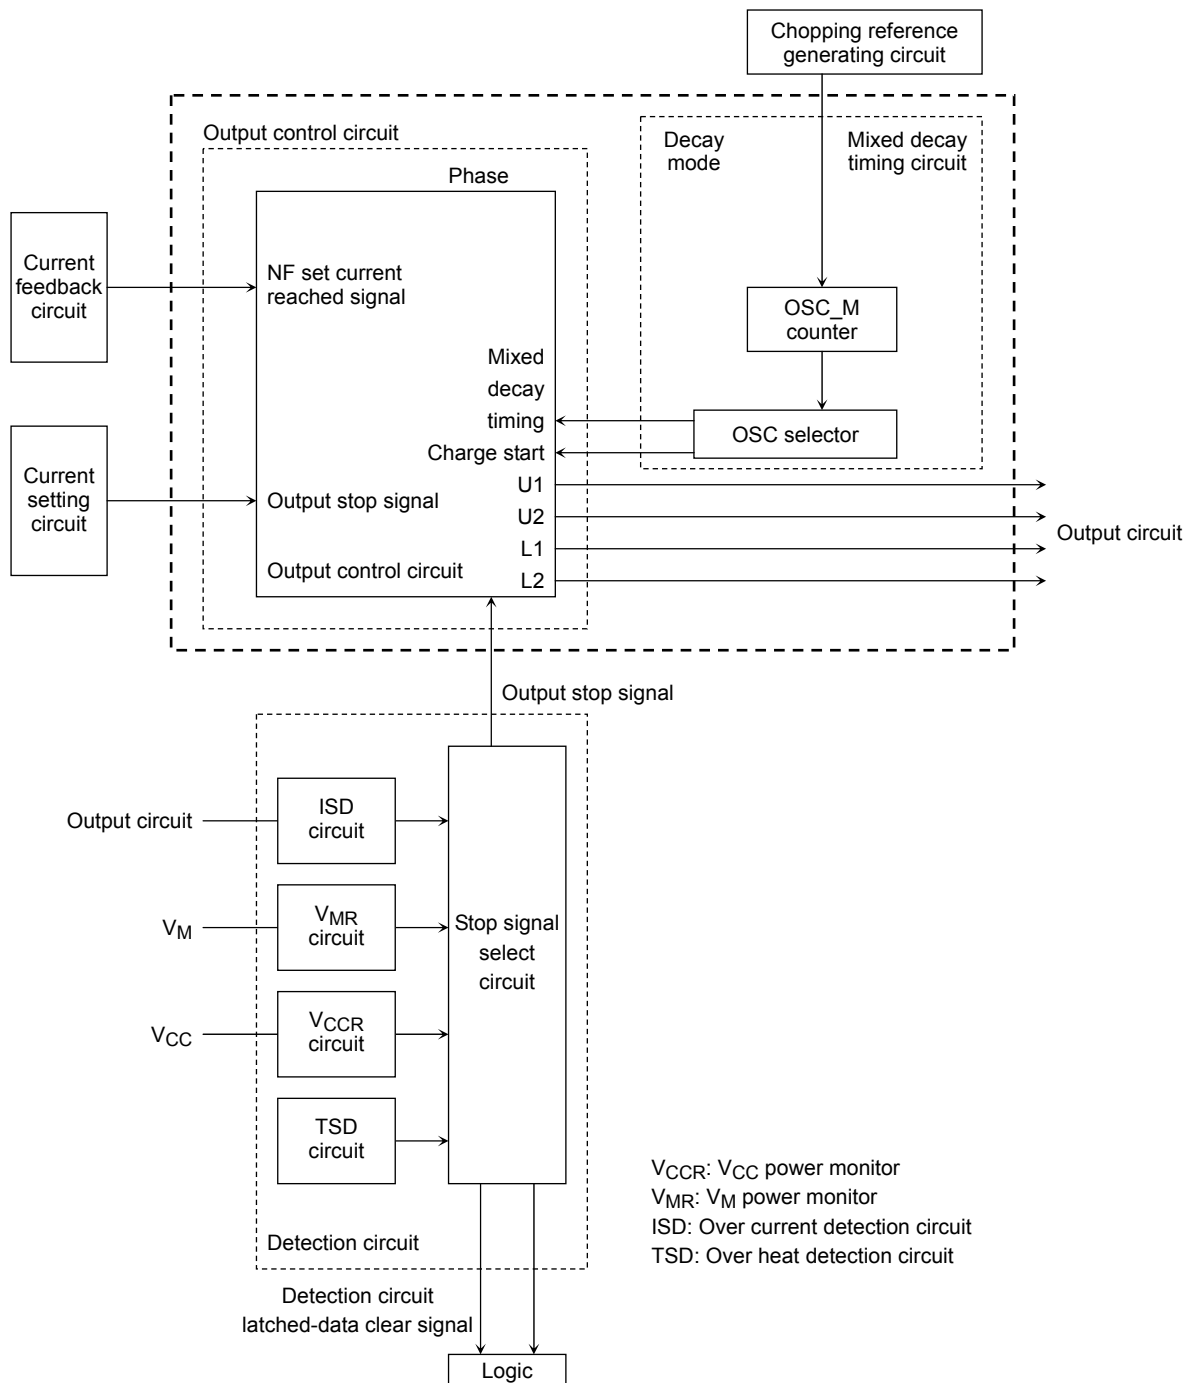 Chopping reference
generating circuit
Output control circuit
Decay
mode
Mixed decay
timing circuit
Phase
Current
feedback
circuit
NF set current
reached signal
OSC_M
counter
Mixed
decay
timing
OSC selector
Charge start
Current
setting
circuit
Output stop signal
U1
U2
L1
L2
Output circuit
Output control circuit
Output stop signal
Output circuit
ISD
circuit
VM
VMR
circuit
Stop signal
select
circuit
VCC
VCCR
circuit
TSD
circuit
Detection circuit
VCCR: VCC power monitor
VMR: VM power monitor
ISD: Over current detection circuit
TSD: Over heat detection circuit
Detection circuit
latched-data clear signal
Logic